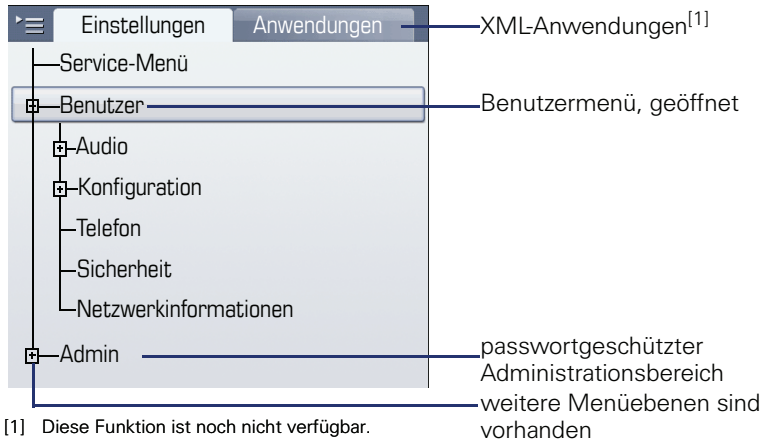 Einstellungen Anwendungen
XML-Anwendungen[1]
Service-Menü
Benutzer
Benutzermenü, geöffnet
Audio
Konfiguration
Telefon
Sicherheit
Netzwerkinformationen
Admin
passwortgeschützter
Administrationsbereich
weitere Menüebenen sind
vorhanden
[1] Diese Funktion ist noch nicht verfügbar.